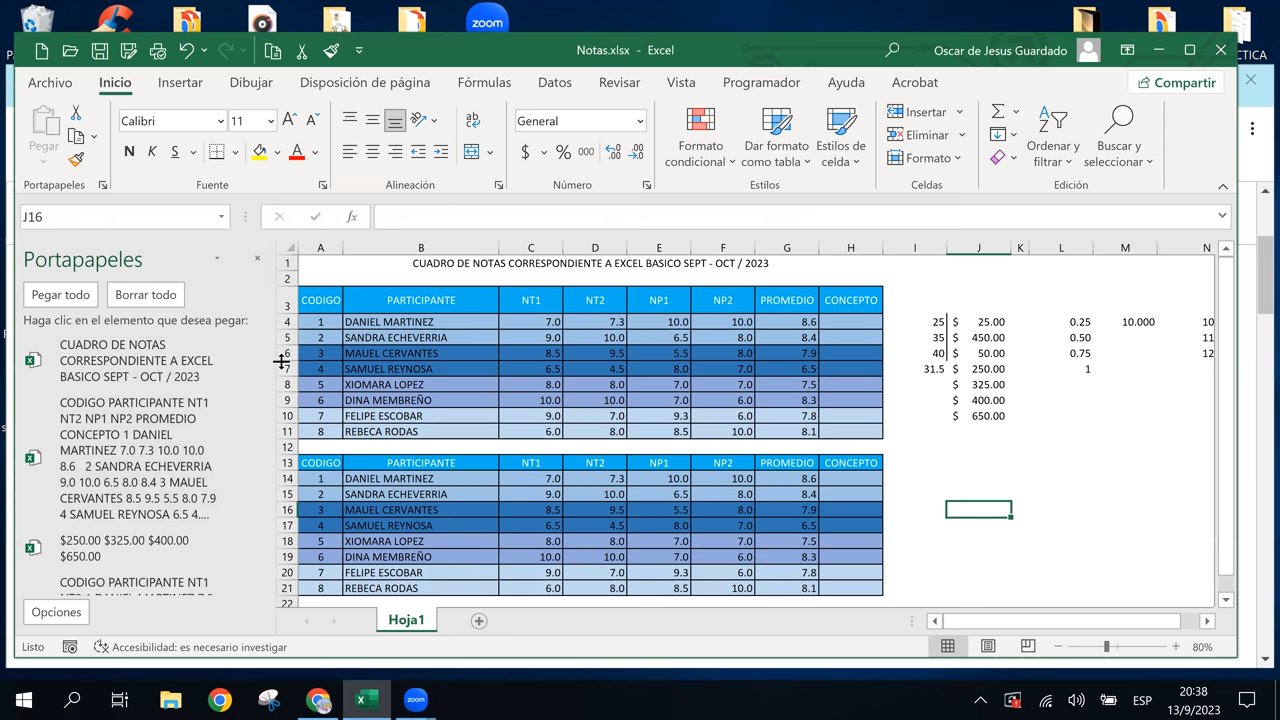 zoom
CTICA
Notas.xlsx - Excel
Oscar de Jesus Guardado
Archivo Inicio Insertar Dibujar Disposición de página Fórmulas Datos Revisar Vista Programador Ayuda Acrobat
Compartir
Calibri 11
General
Pegar
N K S
$ % 000
Formato condicional
Dar formato como tabla
Estilos de celda
Insertar
Eliminar
Formato
Ordenar y filtrar
Buscar y seleccionar
Portapapeles Fuente Alineación Número Estilos Celdas Edición
J16
fx
Portapapeles
Pegar todo Borrar todo
Haga clic en el elemento que desea pegar:
CUADRO DE NOTAS
CORRESPONDIENTE A EXCEL
BASICO SEPT - OCT / 2023
CODIGO PARTICIPANTE NT1
NT2 NP1 NP2 PROMEDIO
CONCEPTO 1 DANIEL
MARTINEZ 7.0 7.3 10.0 10.0
8.6 2 SANDRA ECHEVERRIA
9.0 10.0 6.5 8.0 8.4 3 MAUEL
CERVANTES 8.5 9.5 5.5 8.0 7.9
4 SAMUEL REYNOSA 6.5 4....
$250.00 $325.00 $400.00
$650.00
CODIGO PARTICIPANTE NT1
Opciones
A B C D E F G H I J K L M N
1 CUADRO DE NOTAS CORRESPONDIENTE A EXCEL BASICO SEPT - OCT / 2023
2
3 CODIGO PARTICIPANTE NT1 NT2 NP1 NP2 PROMEDIO CONCEPTO
4 1 DANIEL MARTINEZ 7.0 7.3 10.0 10.0 8.6 25 $ 25.00 0.25 10.000 10
5 2 SANDRA ECHEVERRIA 9.0 10.0 6.5 8.0 8.4 35 $ 450.00 0.50 11
6 3 MAUEL CERVANTES 8.5 9.5 5.5 8.0 7.9 40 $ 50.00 0.75 12
7 4 SAMUEL REYNOSA 6.5 4.5 8.0 7.0 6.5 31.5 $ 250.00 1
8 5 XIOMARA LOPEZ 8.0 8.0 7.0 7.0 7.5 $ 325.00
9 6 DINA MEMBREÑO 10.0 10.0 7.0 6.0 8.3 $ 400.00
10 7 FELIPE ESCOBAR 9.0 7.0 9.3 6.0 7.8 $ 650.00
11 8 REBECA RODAS 6.0 8.0 8.5 10.0 8.1
12
13 CODIGO PARTICIPANTE NT1 NT2 NP1 NP2 PROMEDIO CONCEPTO
14 1 DANIEL MARTINEZ 7.0 7.3 10.0 10.0 8.6
15 2 SANDRA ECHEVERRIA 9.0 10.0 6.5 8.0 8.4
16 3 MAUEL CERVANTES 8.5 9.5 5.5 8.0 7.9
17 4 SAMUEL REYNOSA 6.5 4.5 8.0 7.0 6.5
18 5 XIOMARA LOPEZ 8.0 8.0 7.0 7.0 7.5
19 6 DINA MEMBREÑO 10.0 10.0 7.0 6.0 8.3
20 7 FELIPE ESCOBAR 9.0 7.0 9.3 6.0 7.8
21 8 REBECA RODAS 6.0 8.0 8.5 10.0 8.1
22
Hoja1
Listo Accesibilidad: es necesario investigar 80%
zoom
ESP
20:38
13/9/2023